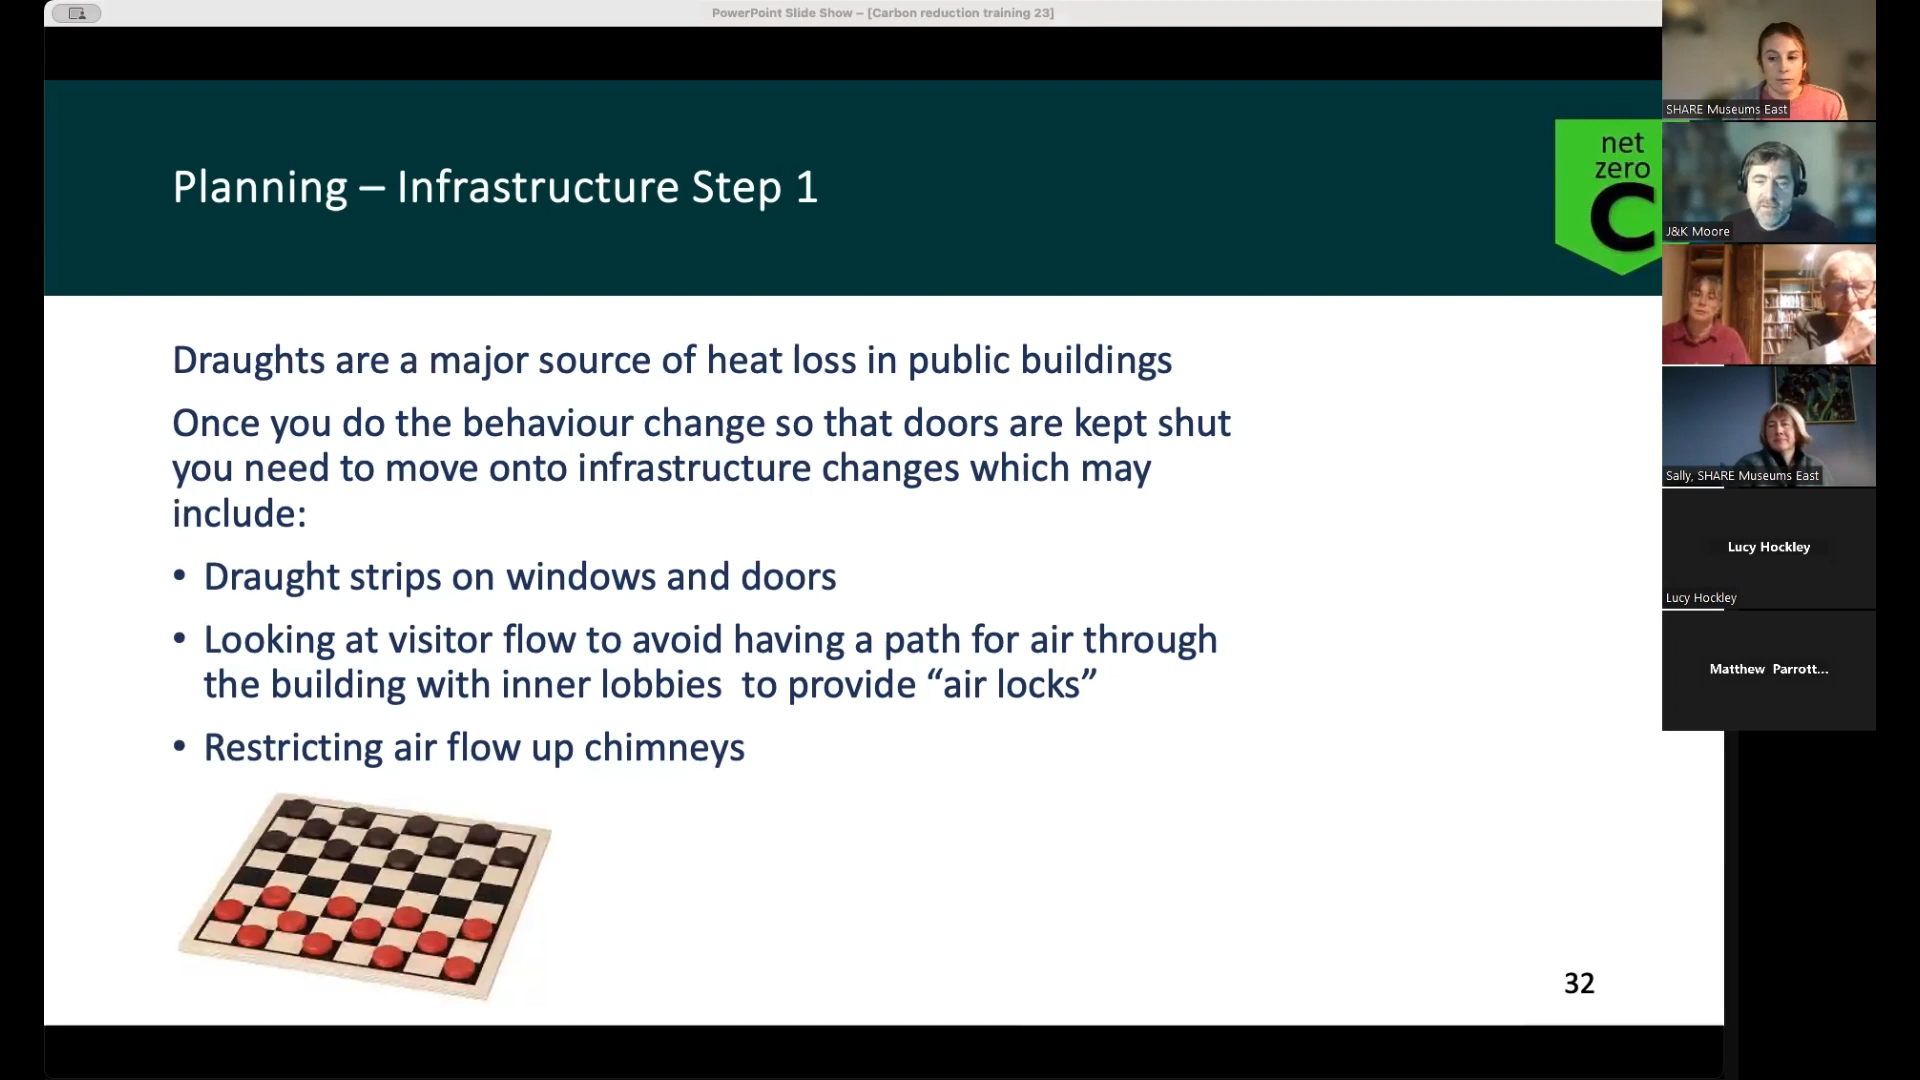 PowerPoint Slide Show – [Carbon reduction training 23]
Planning – Infrastructure Step 1
net
zero
C
Draughts are a major source of heat loss in public buildings
Once you do the behaviour change so that doors are kept shut
you need to move onto infrastructure changes which may
include:
• Draught strips on windows and doors
• Looking at visitor flow to avoid having a path for air through
the building with inner lobbies  to provide “air locks”
• Restricting air flow up chimneys
32
SHARE Museums East
J&K Moore
Sally, SHARE Museums East
Lucy Hockley
Lucy Hockley
Matthew  Parrott...